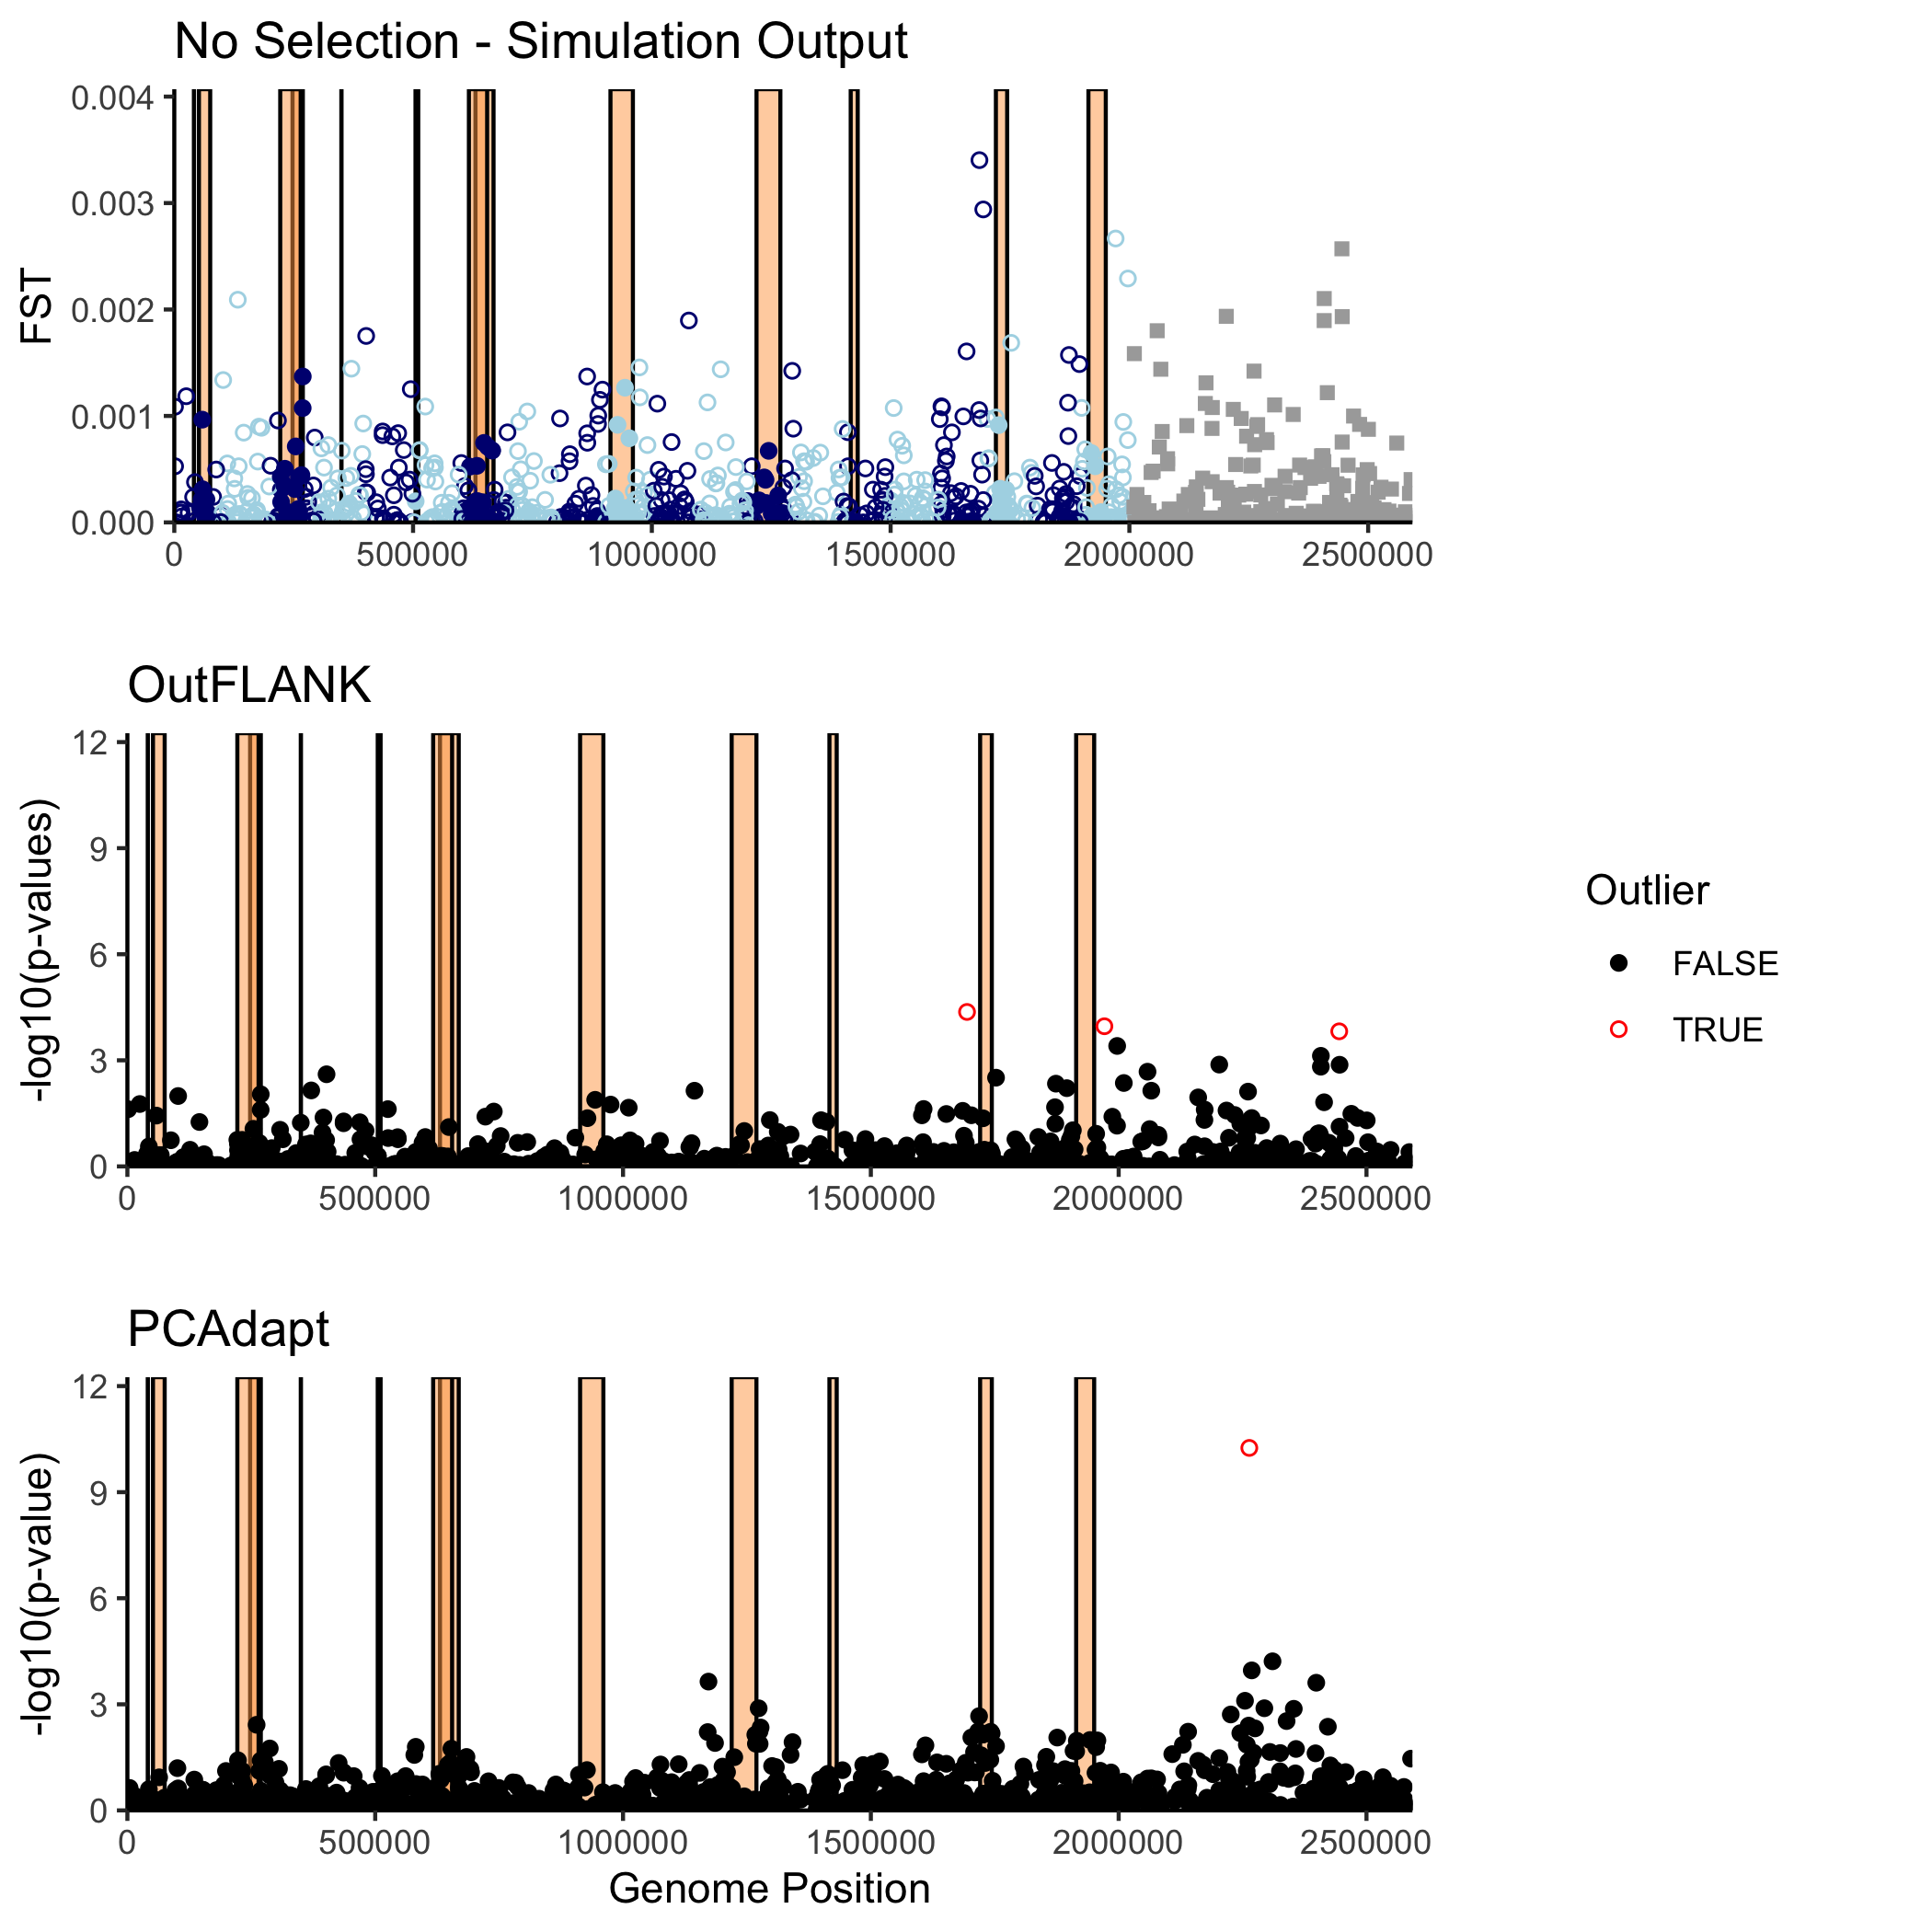 No Selection - Simulation Output
0.004
0.003
0.002
0.001
0.000
FST
0 500000 1000000 1500000 2000000 2500000
OutFLANK
12
9
6
3
0
-log10(p-values)
0 500000 1000000 1500000 2000000 2500000
Outlier
FALSE
TRUE
PCAdapt
12
9
6
3
0
-log10(p-value)
0 500000 1000000 1500000 2000000 2500000
Genome Position